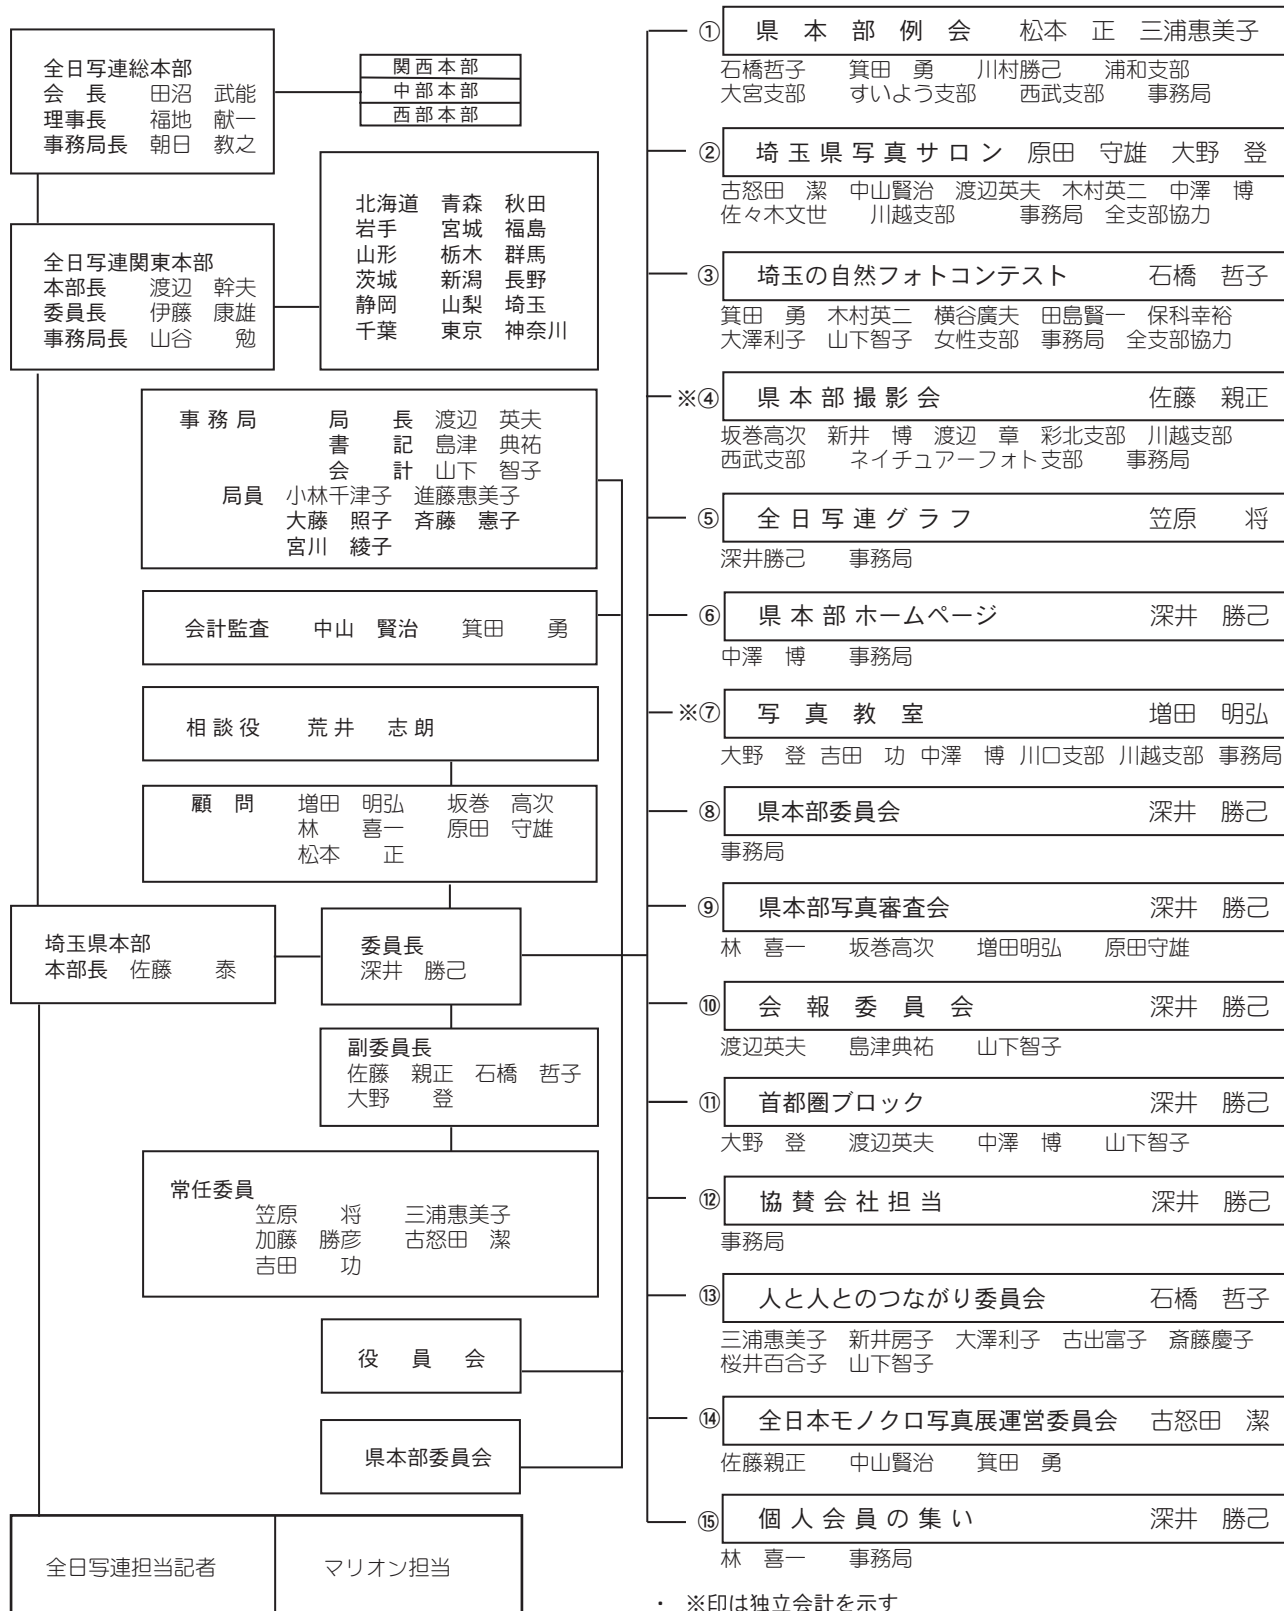 全日写連総本部
会　長　　田沼　武能
理事長　　福地　献一
事務局長　朝日　教之
関西本部
中部本部
西部本部
全日写連関東本部
本部長　　渡辺　幹夫
委員長　　伊藤　康雄
事務局長　山谷　　勉
北海道　青森　秋田
岩手　　宮城　福島
山形　　栃木　群馬
茨城　　新潟　長野
静岡　　山梨　埼玉
千葉　　東京　神奈川
事務局　　局　　長　渡辺　英夫
書　　記　島津　典祐
会　　計　山下　智子
局員　小林千津子　進藤惠美子
大藤　照子　斉藤　憲子
宮川　綾子
会計監査　　中山　賢治　　箕田　　勇
相談役　　荒井　志朗
顧　問　　増田　明弘　　坂巻　高次
林　　喜一　　原田　守雄
松本　　正
埼玉県本部
本部長　佐藤　　泰
委員長
深井　勝己
副委員長
佐藤　親正　石橋　哲子
大野　　登
常任委員
笠原　　将　　三浦惠美子
加藤　勝彦　　古怒田　潔
吉田　　功
役　員　会
県本部委員会
全日写連担当記者　　マリオン担当
①　県　本　部　例　会　　松本　正　三浦惠美子
石橋哲子　　箕田　勇　　川村勝己　　浦和支部
大宮支部　　すいよう支部　　西武支部　　事務局
②　埼玉県写真サロン　原田　守雄　大野　登
古怒田　潔　中山賢治　渡辺英夫　木村英二　中澤　博
佐々木文世　　川越支部　　　事務局　全支部協力
③　埼玉の自然フォトコンテスト　　石橋　哲子
箕田　勇　木村英二　横谷廣夫　田島賢一　保科幸裕
大澤利子　山下智子　女性支部　事務局　全支部協力
※④　県本部撮影会　　佐藤　親正
坂巻高次　新井　博　渡辺　章　彩北支部　川越支部
西武支部　　ネイチュアーフォト支部　　事務局
⑤　全日写連グラフ　　笠原　　将
深井勝己　　事務局
⑥　県本部ホームページ　　深井　勝己
中澤　博　　事務局
※⑦　写　真　教　室　　増田　明弘
大野　登　吉田　功　中澤　博　川口支部　川越支部　事務局
⑧　県本部委員会　　深井　勝己
事務局
⑨　県本部写真審査会　　深井　勝己
林　喜一　　坂巻高次　　増田明弘　　原田守雄
⑩　会　報　委　員　会　　深井　勝己
渡辺英夫　　島津典祐　　山下智子
⑪　首都圏ブロック　　深井　勝己
大野　登　　渡辺英夫　　中澤　博　　山下智子
⑫　協賛会社担当　　深井　勝己
事務局
⑬　人と人とのつながり委員会　　石橋　哲子
三浦惠美子　新井房子　大澤利子　古出富子　斎藤慶子
桜井百合子　山下智子
⑭　全日本モノクロ写真展運営委員会　古怒田　潔
佐藤親正　　中山賢治　　箕田　勇
⑮　個人会員の集い　　深井　勝己
林　喜一　　事務局
・　※印は独立会計を示す